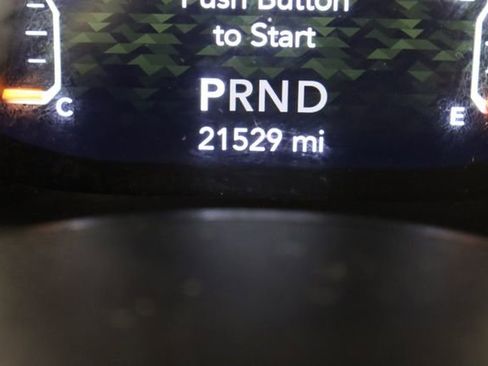 Push Button
to Start
PRND
21529 mi
C
E